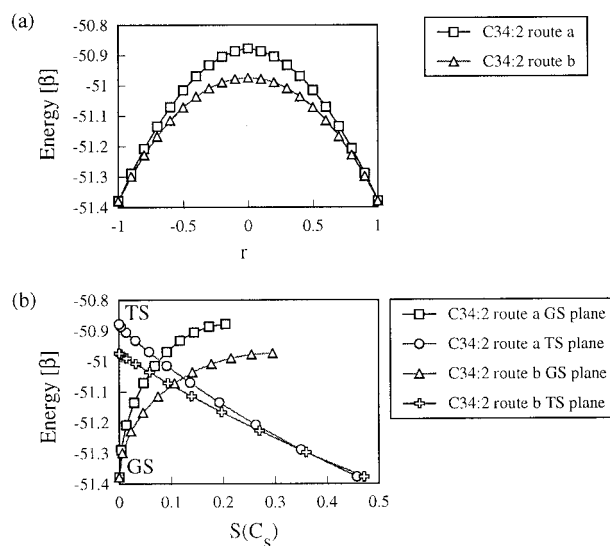 (a)
-50.8
-50.9
-51
-51.1
-51.2
-51.3
-51.4
Energy [β]
-1
-0.5
0
0.5
1
r
C34:2 route a
C34:2 route b
(b)
-50.8
-50.9
-51
-51.1
-51.2
-51.3
-51.4
Energy [β]
TS
GS
0
0.1
0.2
0.3
0.4
0.5
S(C_S)
C34:2 route a GS plane
C34:2 route a TS plane
C34:2 route b GS plane
C34:2 route b TS plane